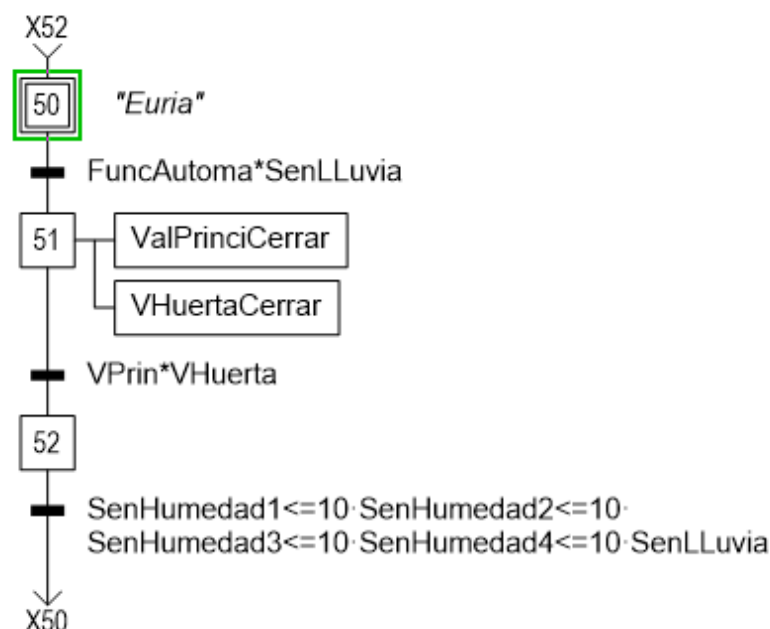 X52
50 "Euria"
FuncAutoma*SenLLuvia
51 ValPrinciCerrar
VHuertaCerrar
VPrin*VHuerta
52
SenHumedad1<=10·SenHumedad2<=10·
SenHumedad3<=10·SenHumedad4<=10·SenLLuvia
X50